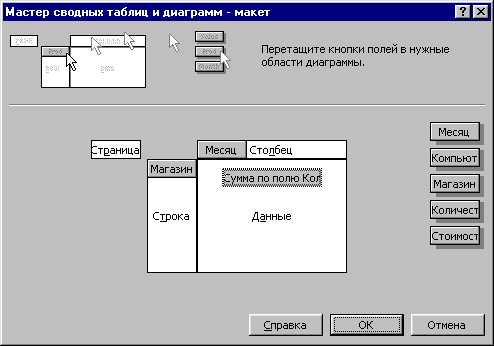 Мастер сводных таблиц и диаграмм - макет
Перетащите кнопки полей в нужные
области диаграммы.
Страница
Месяц Столбец
Магазин
Сумма по полю Кол
Строка
Данные
Месяц
Компьют
Магазин
Количест
Стоимост
Справка
ОК
Отмена